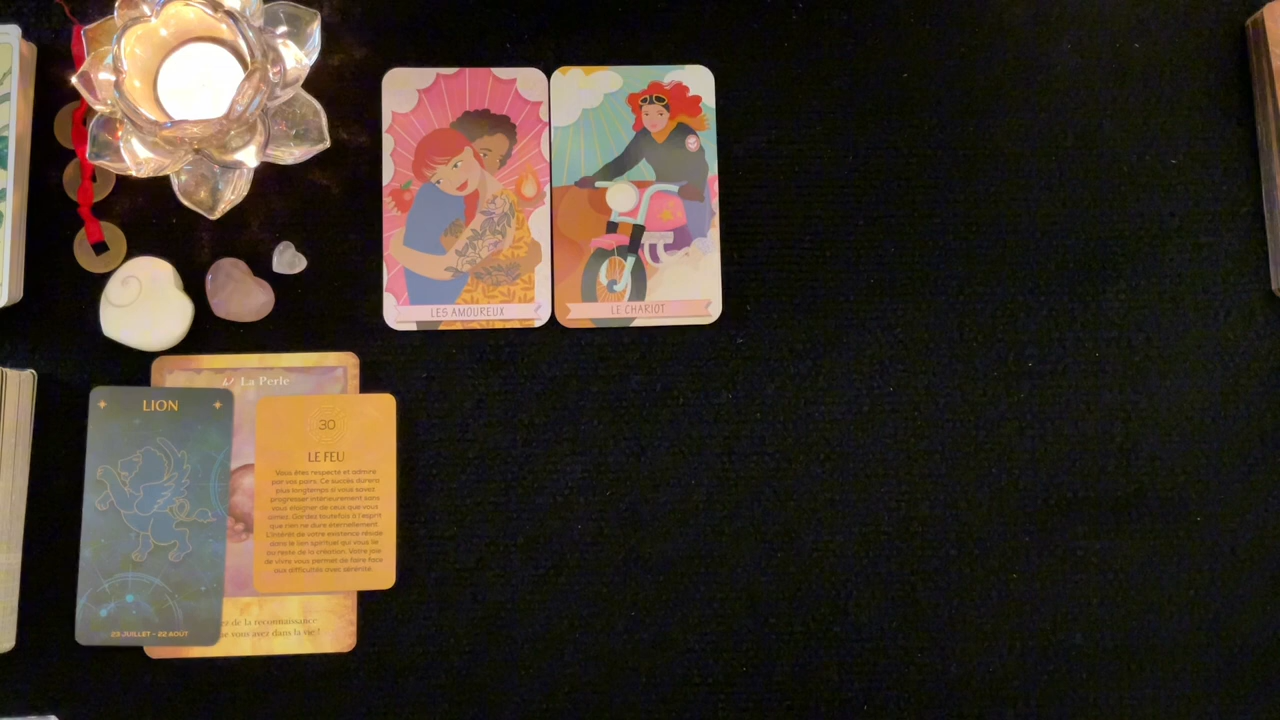 LES AMOUREUX
LE CHARIOT
La Perle
LION
23 JUILLET - 22 AOÛT
30
LE FEU
Vous êtes respecté et admiré
par vos pairs. Ce succès durera
plus longtemps si vous savez
progresser intérieurement sans
vous éloigner de ceux que vous
aimez. Gardez toutefois à l'esprit
que rien ne dure éternellement.
L'intérêt de votre existence réside
dans le lien spirituel qui vous lie
au reste de la création. Votre joie
de vivre vous permet de faire face
aux difficultés avec sérénité.
de la reconnaissance
vous avez dans la vie !